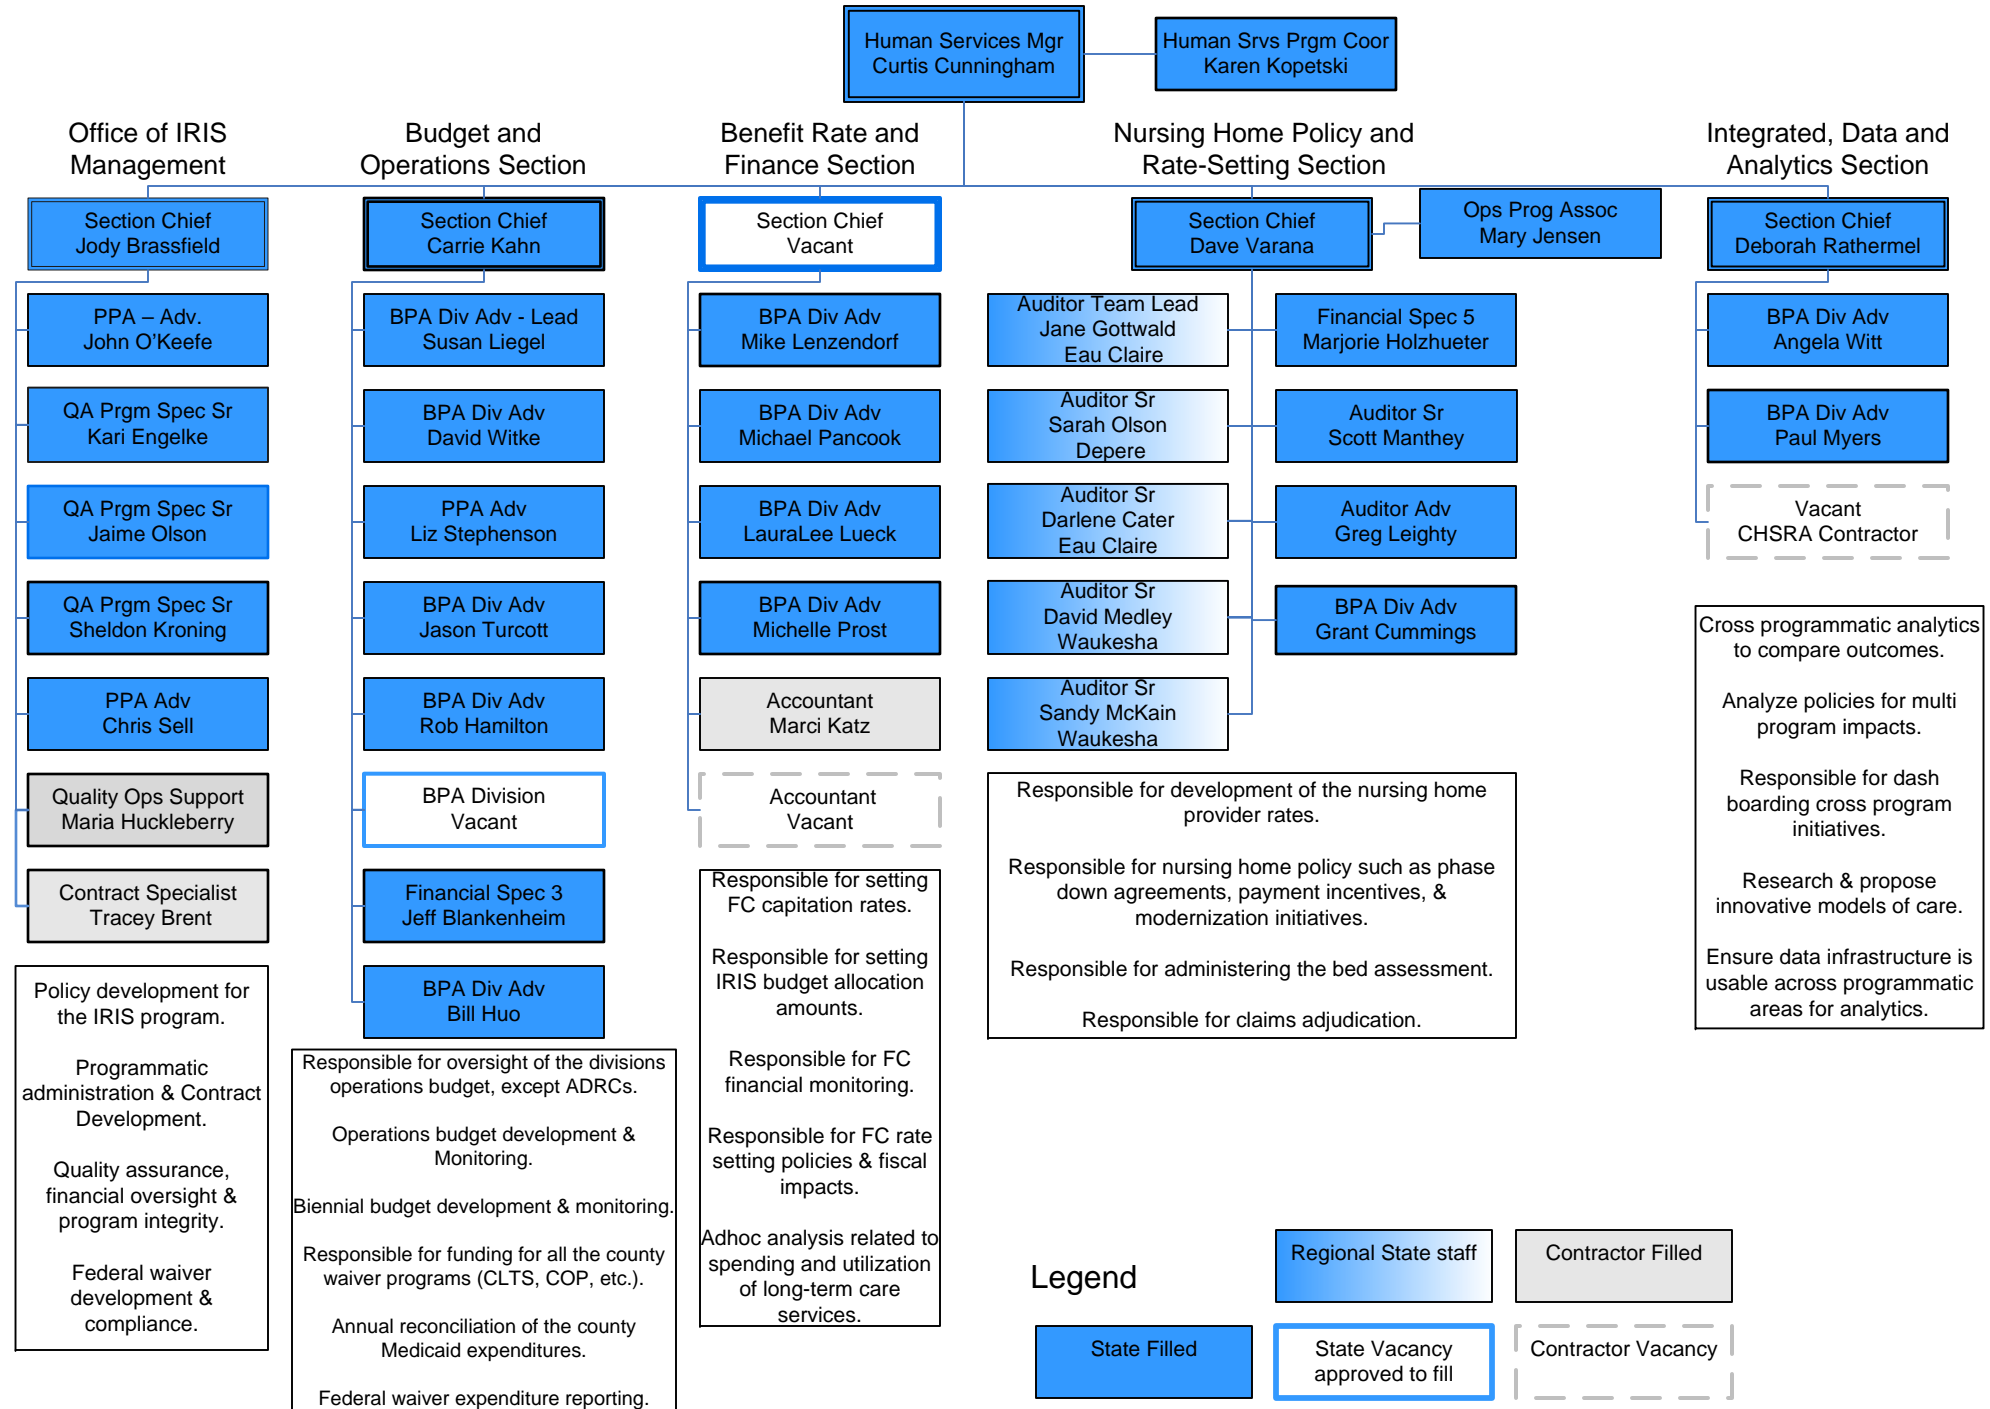 Human Services Mgr
Curtis Cunningham
Human Srvs Prgm Coor
Karen Kopetski
Office of IRIS
Management
Section Chief
Jody Brassfield
PPA – Adv.
John O'Keefe
QA Prgm Spec Sr
Kari Engelke
QA Prgm Spec Sr
Jaime Olson
QA Prgm Spec Sr
Sheldon Kroning
PPA Adv
Chris Sell
Quality Ops Support
Maria Huckleberry
Contract Specialist
Tracey Brent
Policy development for
the IRIS program.
Programmatic
administration & Contract
Development.
Quality assurance,
financial oversight &
program integrity.
Federal waiver
development &
compliance.
Budget and
Operations Section
Section Chief
Carrie Kahn
BPA Div Adv - Lead
Susan Liegel
BPA Div Adv
David Witke
PPA Adv
Liz Stephenson
BPA Div Adv
Jason Turcott
BPA Div Adv
Rob Hamilton
BPA Division
Vacant
Financial Spec 3
Jeff Blankenheim
BPA Div Adv
Bill Huo
Responsible for oversight of the divisions
operations budget, except ADRCs.
Operations budget development &
Monitoring.
Biennial budget development & monitoring.
Responsible for funding for all the county
waiver programs (CLTS, COP, etc.).
Annual reconciliation of the county
Medicaid expenditures.
Federal waiver expenditure reporting.
Benefit Rate and
Finance Section
Section Chief
Vacant
BPA Div Adv
Mike Lenzendorf
BPA Div Adv
Michael Pancook
BPA Div Adv
LauraLee Lueck
BPA Div Adv
Michelle Prost
Accountant
Marci Katz
Accountant
Vacant
Responsible for setting
FC capitation rates.
Responsible for setting
IRIS budget allocation
amounts.
Responsible for FC
financial monitoring.
Responsible for FC rate
setting policies & fiscal
impacts.
Adhoc analysis related to
spending and utilization
of long-term care
services.
Nursing Home Policy and
Rate-Setting Section
Section Chief
Dave Varana
Ops Prog Assoc
Mary Jensen
Auditor Team Lead
Jane Gottwald
Eau Claire
Auditor Sr
Sarah Olson
Depere
Auditor Sr
Darlene Cater
Eau Claire
Auditor Sr
David Medley
Waukesha
Auditor Sr
Sandy McKain
Waukesha
Financial Spec 5
Marjorie Holzhueter
Auditor Sr
Scott Manthey
Auditor Adv
Greg Leighty
BPA Div Adv
Grant Cummings
Responsible for development of the nursing home
provider rates.
Responsible for nursing home policy such as phase
down agreements, payment incentives, &
modernization initiatives.
Responsible for administering the bed assessment.
Responsible for claims adjudication.
Integrated, Data and
Analytics Section
Section Chief
Deborah Rathermel
BPA Div Adv
Angela Witt
BPA Div Adv
Paul Myers
Vacant
CHSRA Contractor
Cross programmatic analytics
to compare outcomes.
Analyze policies for multi
program impacts.
Responsible for dash
boarding cross program
initiatives.
Research & propose
innovative models of care.
Ensure data infrastructure is
usable across programmatic
areas for analytics.
Legend
Regional State staff
Contractor Filled
State Filled
State Vacancy
approved to fill
Contractor Vacancy